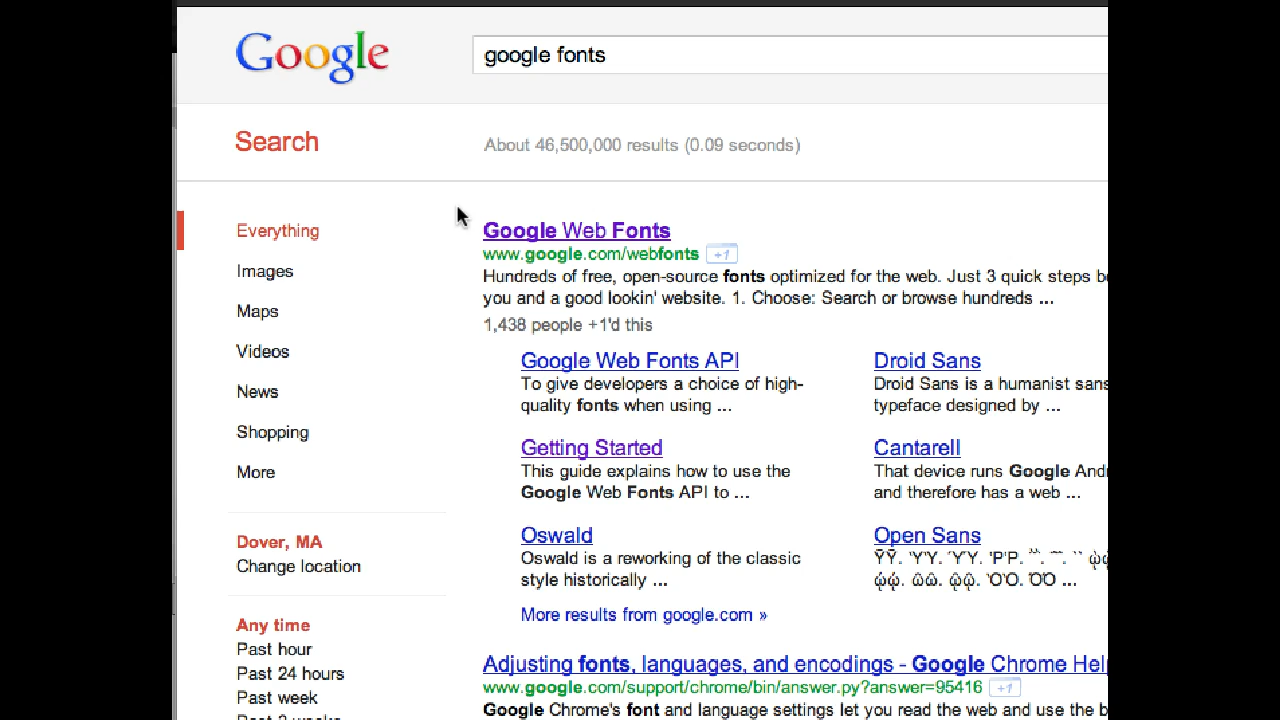 Google
google fonts
Search
About 46,500,000 results (0.09 seconds)
Everything
Images
Maps
Videos
News
Shopping
More
Dover, MA
Change location
Any time
Past hour
Past 24 hours
Past week
Google Web Fonts
www.google.com/webfonts +1
Hundreds of free, open-source fonts optimized for the web. Just 3 quick steps
you and a good lookin' website. 1. Choose: Search or browse hundreds ...
1,438 people +1'd this
Google Web Fonts API
To give developers a choice of high-
quality fonts when using ...
Droid Sans
Droid Sans is a humanist sans
typeface designed by ...
Getting Started
This guide explains how to use the
Google Web Fonts API to ...
Cantarell
That device runs Google
and therefore has a web ...
Oswald
Oswald is a reworking of the classic
style historically ...
Open Sans
More results from google.com »
Adjusting fonts, languages, and encodings - Google Chrome
www.google.com/support/chrome/bin/answer.py?answer=95416 +1
Google Chrome's font and language settings let you read the web and use the